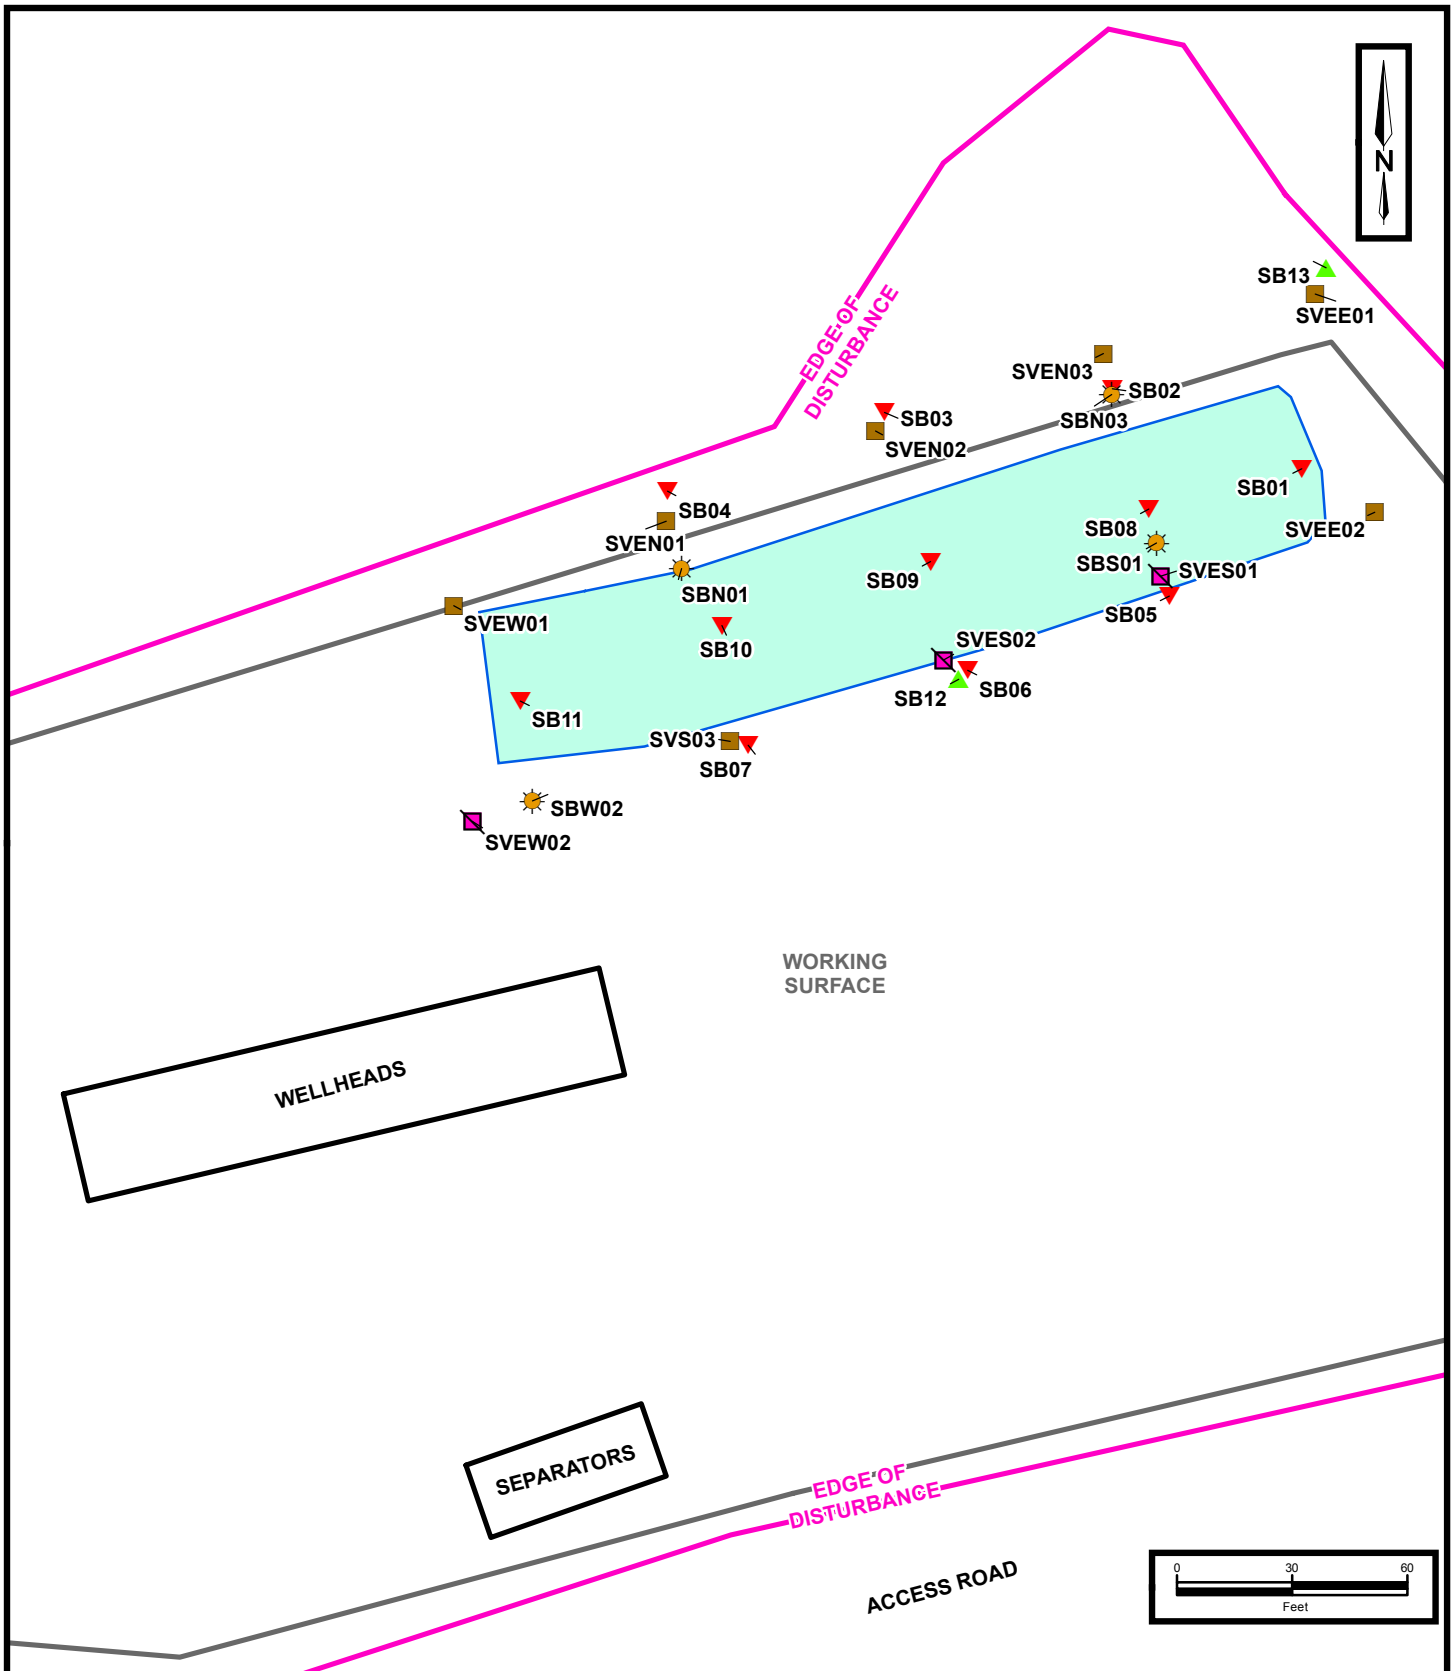 N
SB13
SVEE01
EDGE OF
DISTURBANCE
SVEN03
SB02
SBN03
SB03
SVEN02
SB01
SB04
SVEE02
SB08
SVEN01
SBS01
SVES01
SB09
SBN01
SB05
SVEW01
SVES02
SB10
SB06
SB12
SB11
SVS03
SB07
SBW02
SVEW02
WORKING
SURFACE
WELLHEADS
SEPARATORS
EDGE OF
DISTURBANCE
ACCESS ROAD
0 30 60
Feet